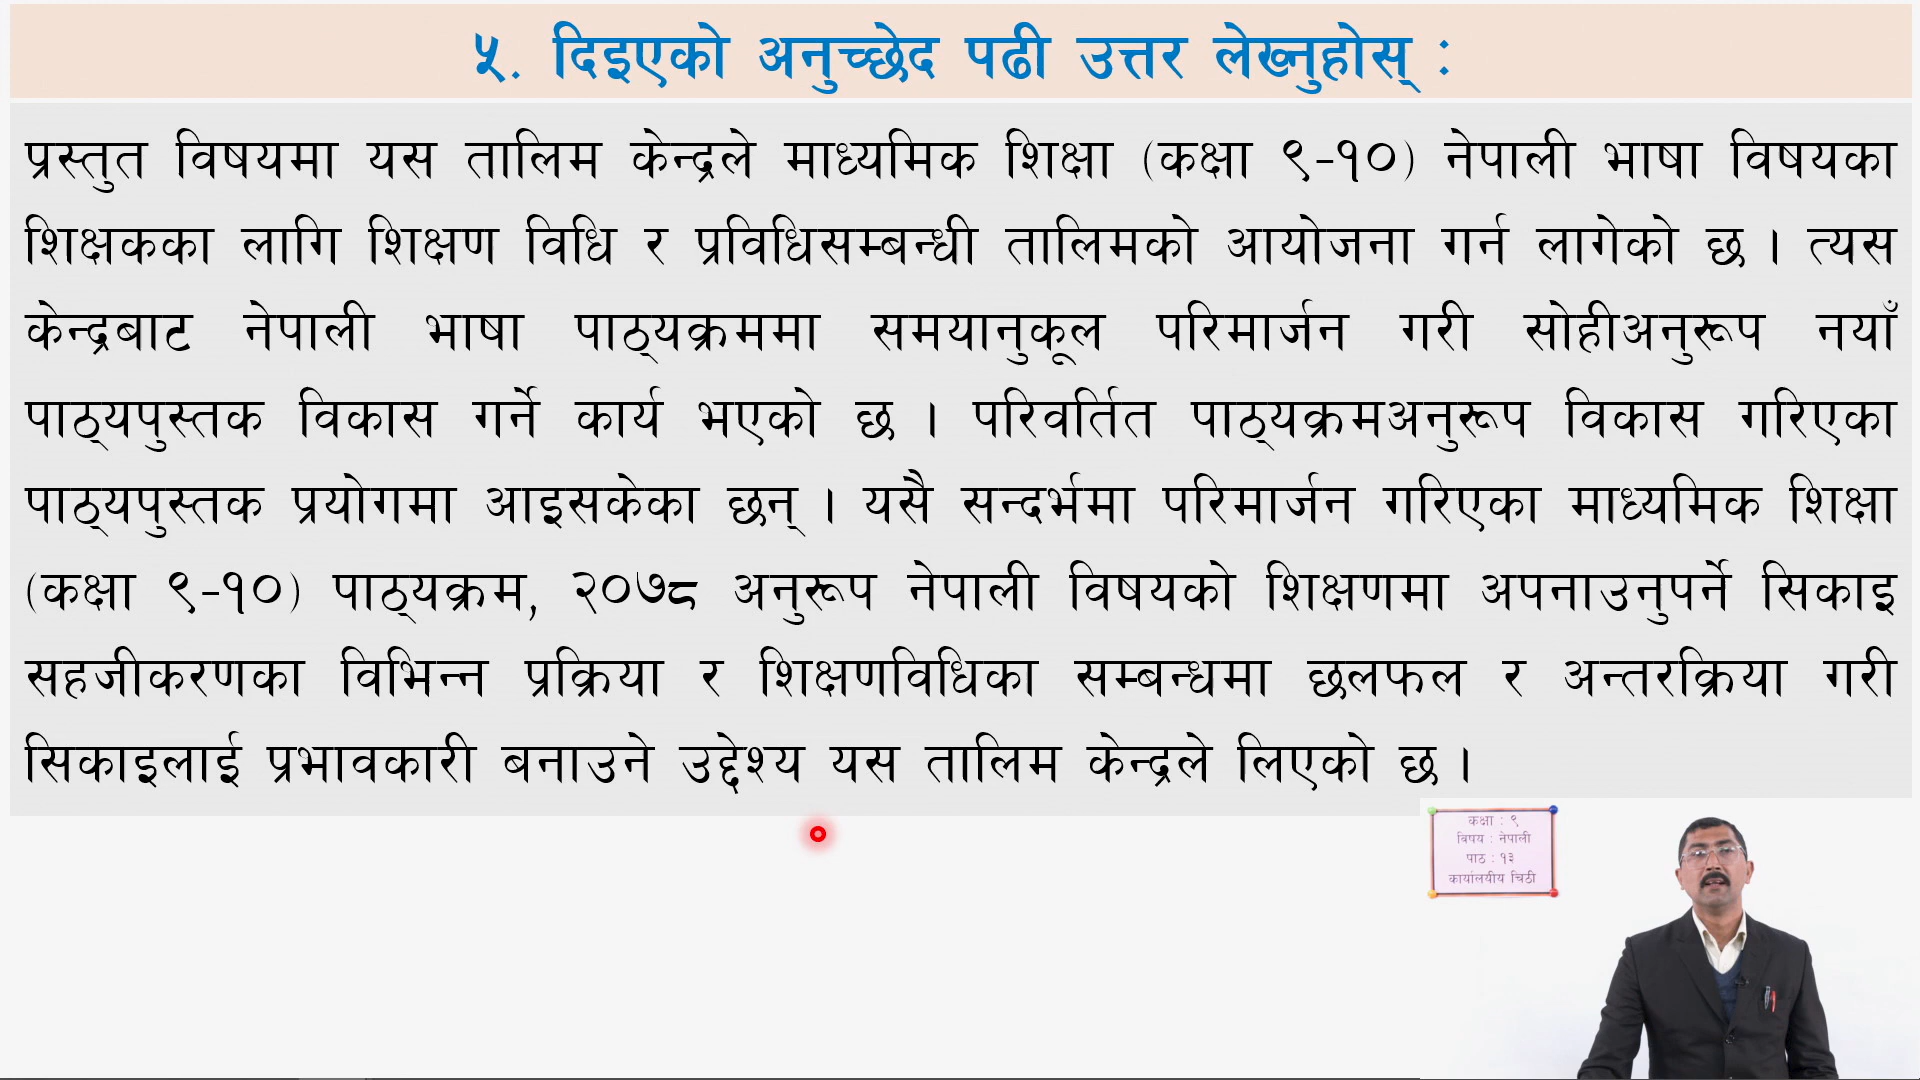 ५. दिइएको अनुच्छेद पढी उत्तर लेख्नुहोस् :
प्रस्तुत विषयमा यस तालिम केन्द्रले माध्यमिक शिक्षा (कक्षा ९-१०) नेपाली भाषा विषयका
शिक्षकका लागि शिक्षण विधि र प्रविधिसम्बन्धी तालिमको आयोजना गर्न लागेको छ । त्यस
केन्द्रबाट नेपाली भाषा पाठ्यक्रममा समयानुकूल परिमार्जन गरी सोहीअनुरूप नयाँ
पाठ्यपुस्तक विकास गर्ने कार्य भएको छ । परिवर्तित पाठ्यक्रमअनुरूप विकास गरिएका
पाठ्यपुस्तक प्रयोगमा आइसकेका छन् । यसै सन्दर्भमा परिमार्जन गरिएका माध्यमिक शिक्षा
(कक्षा ९-१०) पाठ्यक्रम, २०७८ अनुरूप नेपाली विषयको शिक्षणमा अपनाउनुपर्ने सिकाइ
सहजीकरणका विभिन्न प्रक्रिया र शिक्षणविधिका सम्बन्धमा छलफल र अन्तरक्रिया गरी
सिकाइलाई प्रभावकारी बनाउने उद्देश्य यस तालिम केन्द्रले लिएको छ ।
कक्षा : ९
विषय : नेपाली
पाठ : १३
कार्यालयीय चिठी